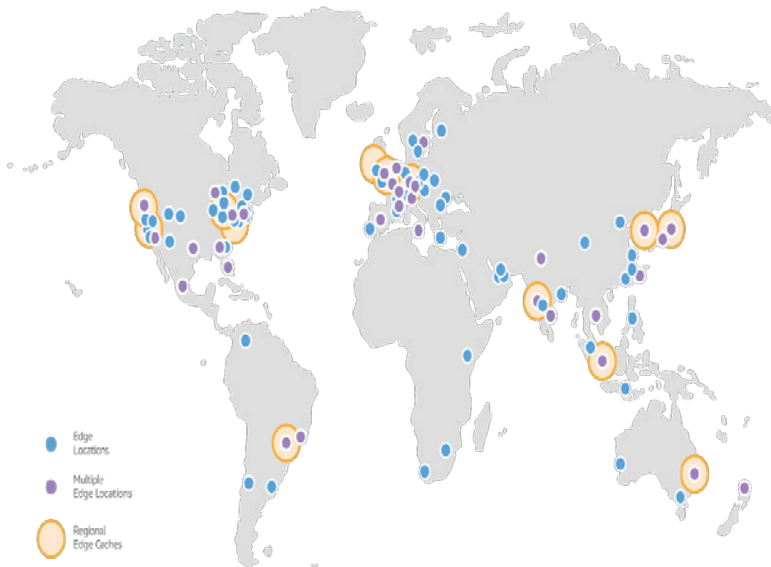 Edge
Locations
Multiple
Edge Locations
Regional
Edge Caches